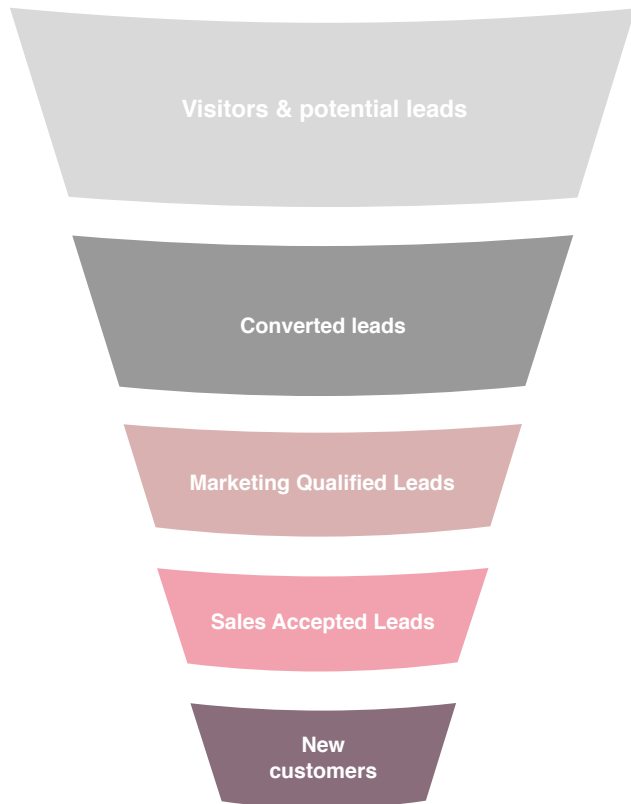 Visitors & potential leads
Converted leads
Marketing Qualified Leads
Sales Accepted Leads
New
customers